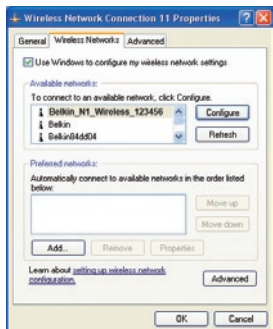 Wireless Network Connection 11 Properties
General Wireless Networks Advanced
Use Windows to configure my wireless network settings
Available networks:
To connect to an available network, click Configure.
Belkin_N1_Wireless_123456
Configure
Belkin
Belkin84dd04
Refresh
Preferred networks:
Automatically connect to available networks in the order listed
below:
Move up
Move down
Add... Remove Properties
Learn about setting up wireless network
configuration.
Advanced
OK Cancel